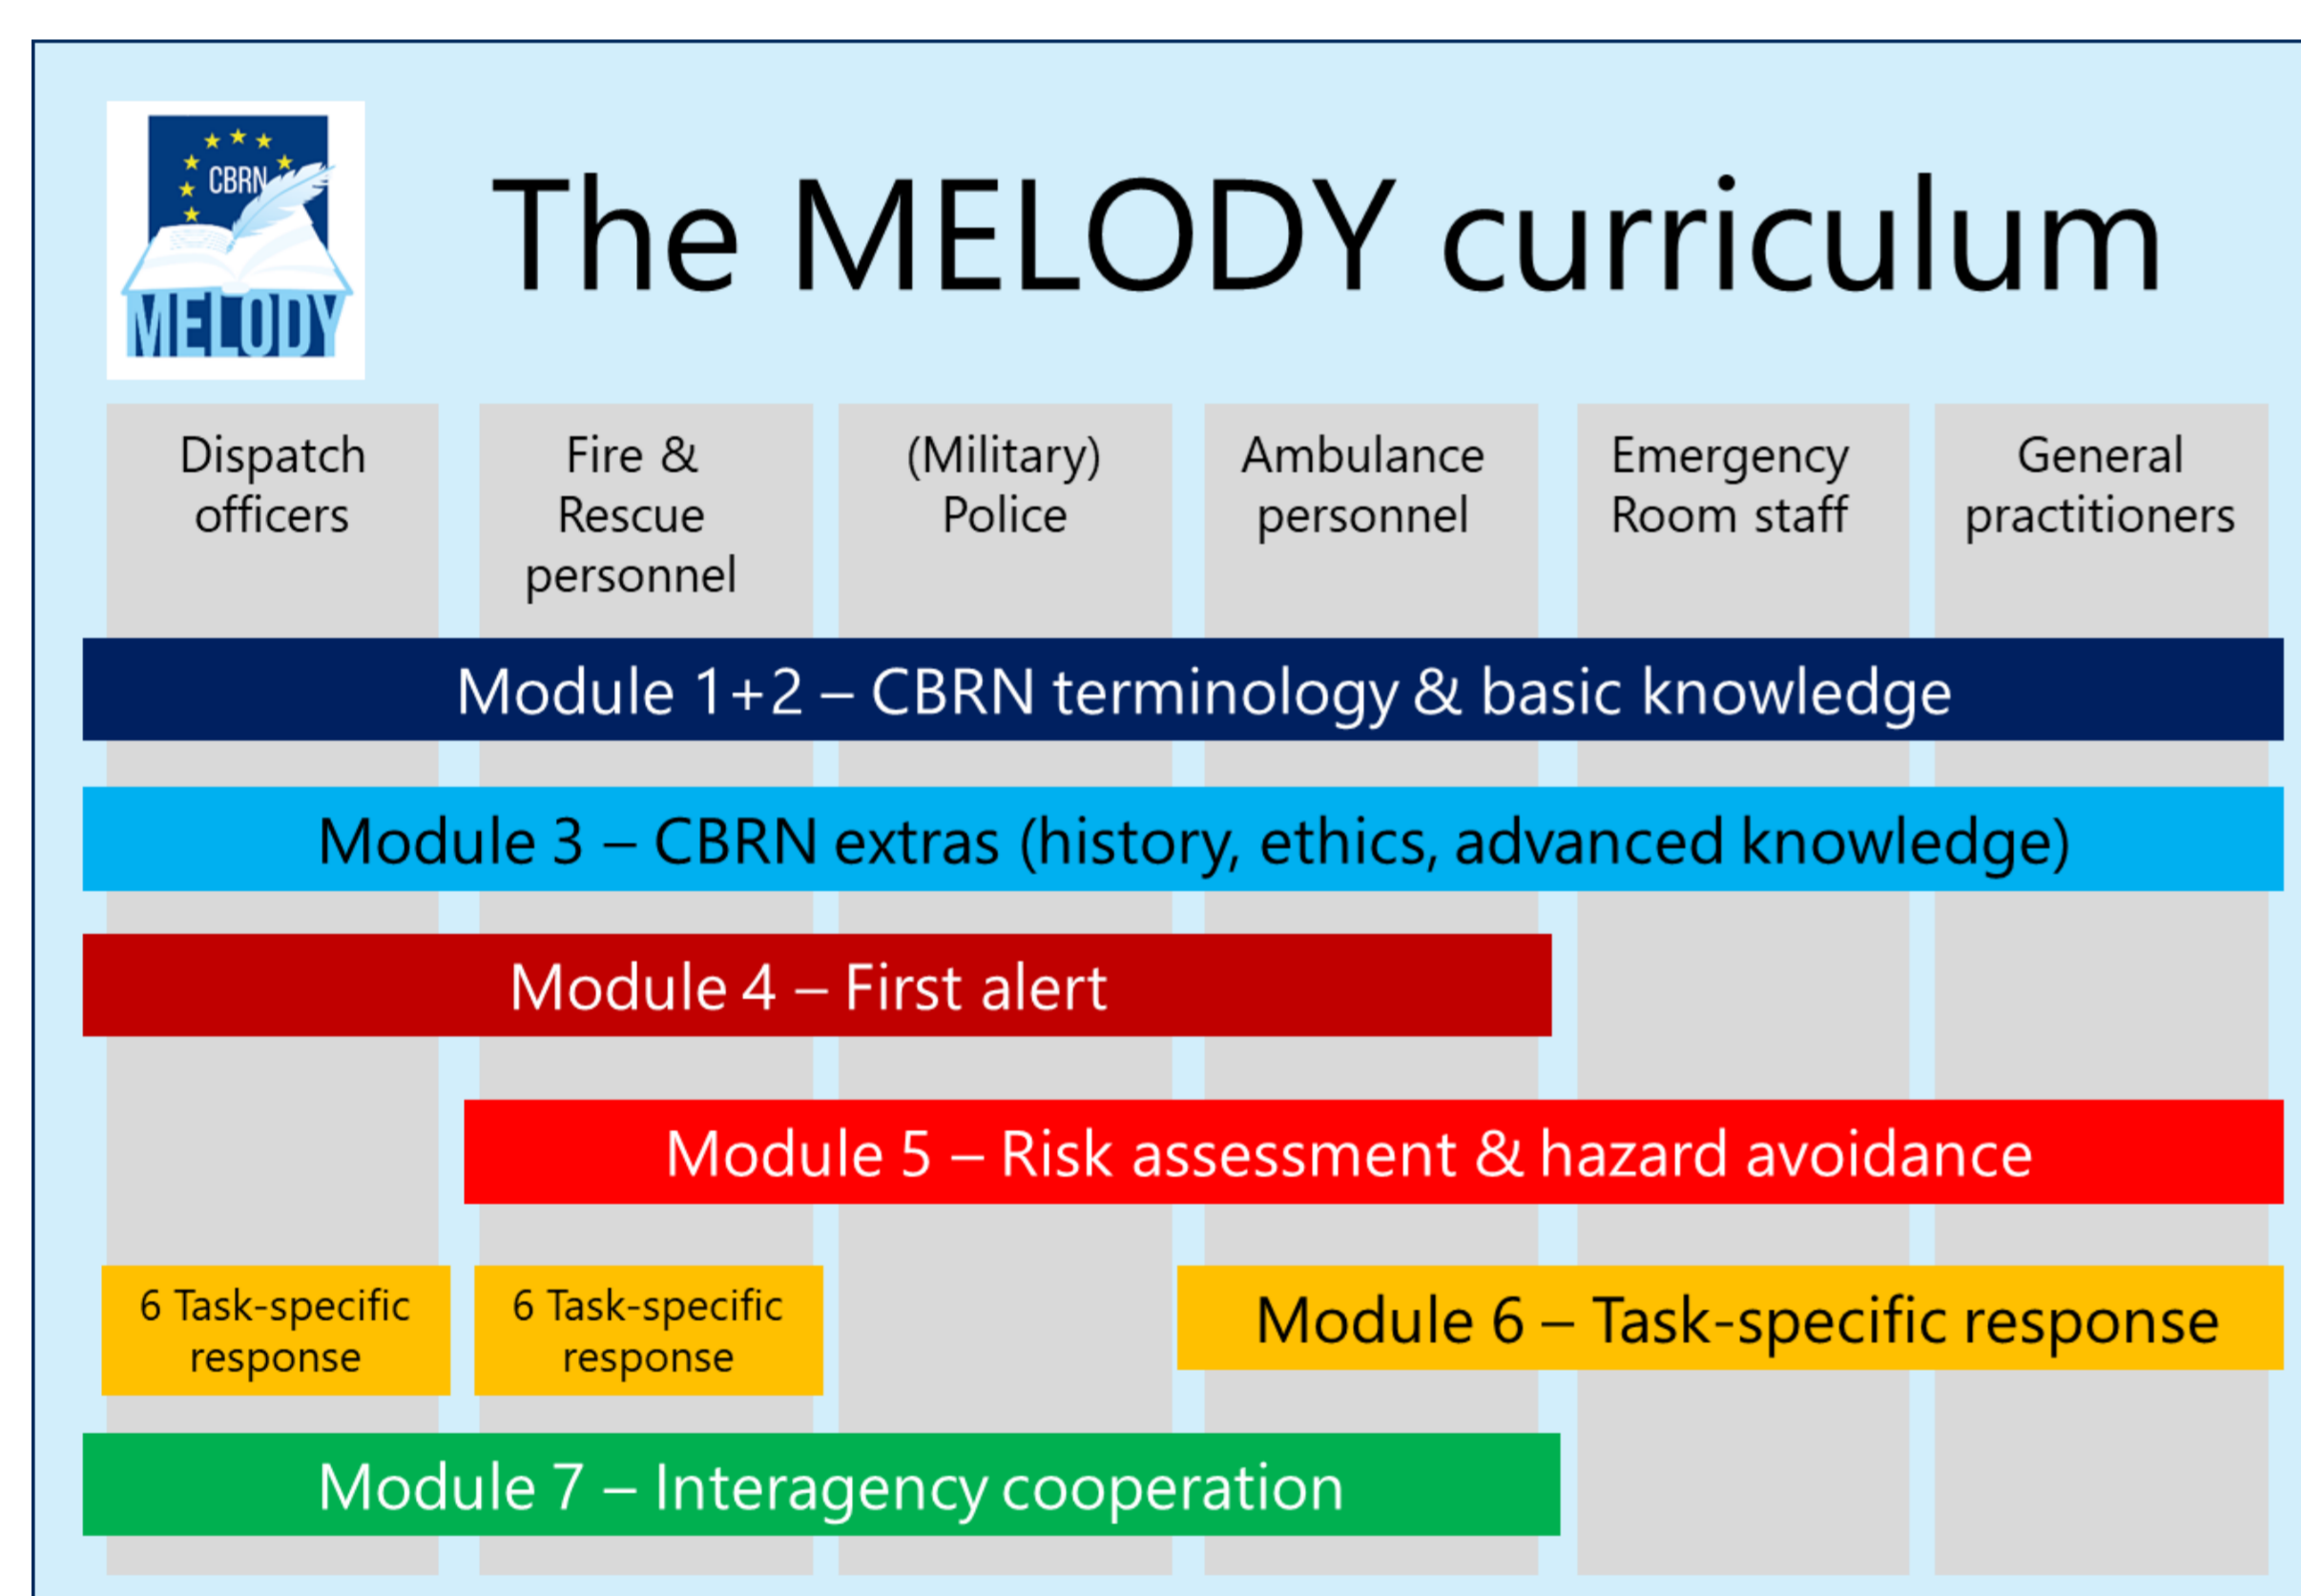 CBRN
MELODY
The MELODY curriculum
Dispatch
officers
Fire &
Rescue
personnel
(Military)
Police
Ambulance
personnel
Emergency
Room staff
General
practitioners
Module 1+2 – CBRN terminology & basic knowledge
Module 3 – CBRN extras (history, ethics, advanced knowledge)
Module 4 – First alert
Module 5 – Risk assessment & hazard avoidance
6 Task-specific
response
6 Task-specific
response
Module 6 – Task-specific response
Module 7 – Interagency cooperation